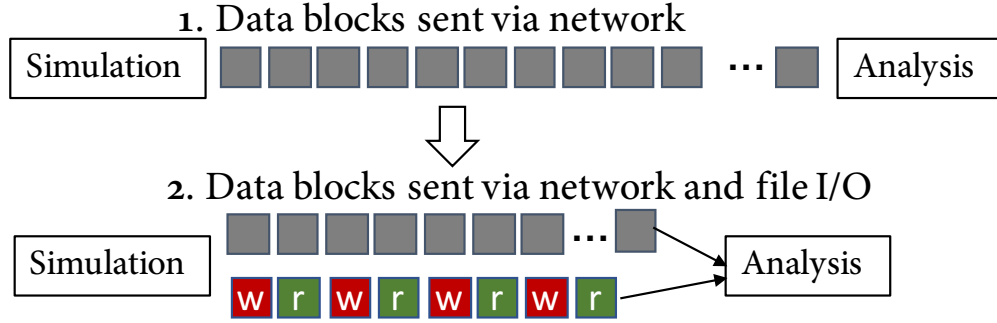 1. Data blocks sent via network
Simulation ... Analysis
2. Data blocks sent via network and file I/O
...
Simulation Analysis
w r w r w r w r